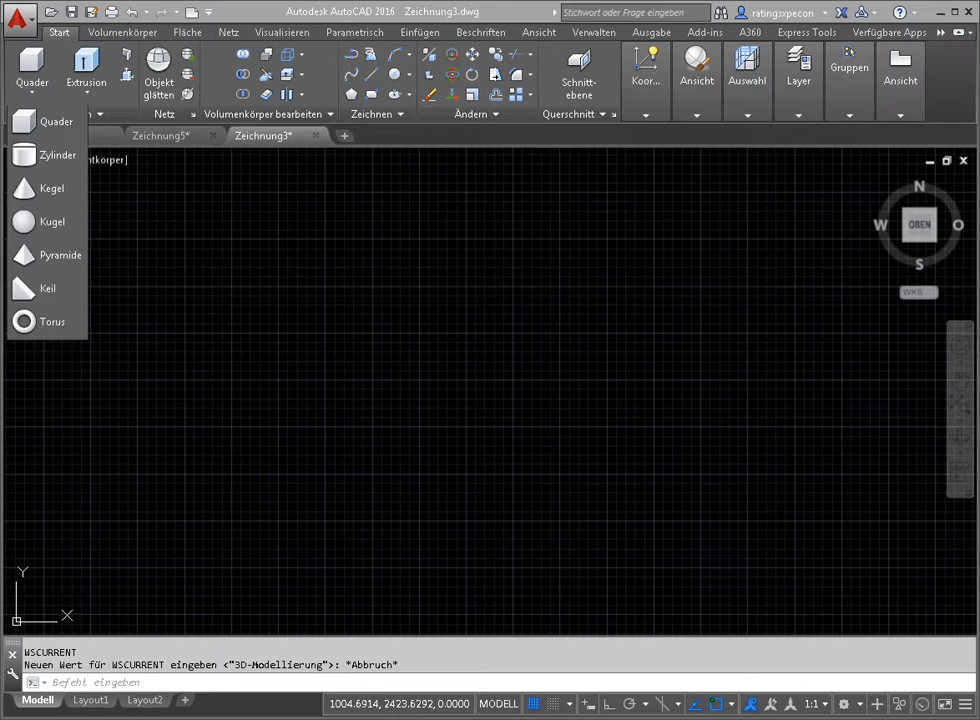 Autodesk AutoCAD 2016 Zeichnung3.dwg
Stichwort oder Frage eingeben
ratingsxpecon
Start Volumenkörper Fläche Netz Visualisieren Parametrisch Einfügen Beschriften Ansicht Verwalten Ausgabe Add-ins A360 Express Tools Verfügbare Apps
Quader Extrusion Objekt glätten Schnitt-ebene Koor... Ansicht Auswahl Layer Gruppen Ansicht
Netz Volumenkörper bearbeiten Zeichnen Ändern Querschnitt
Zeichnung5* Zeichnung3*
Quader
Zylinder
Kegel
Kugel
Pyramide
Keil
Torus
ntkörper]
N
W OBEN O
S
WKS
Y
X
WSCURRENT
Neuen Wert für WSCURRENT eingeben <"3D-Modellierung">: *Abbruch*
Befehl eingeben
Modell Layout1 Layout2 +
1004.6914, 2423.6292, 0.0000 MODELL 1:1